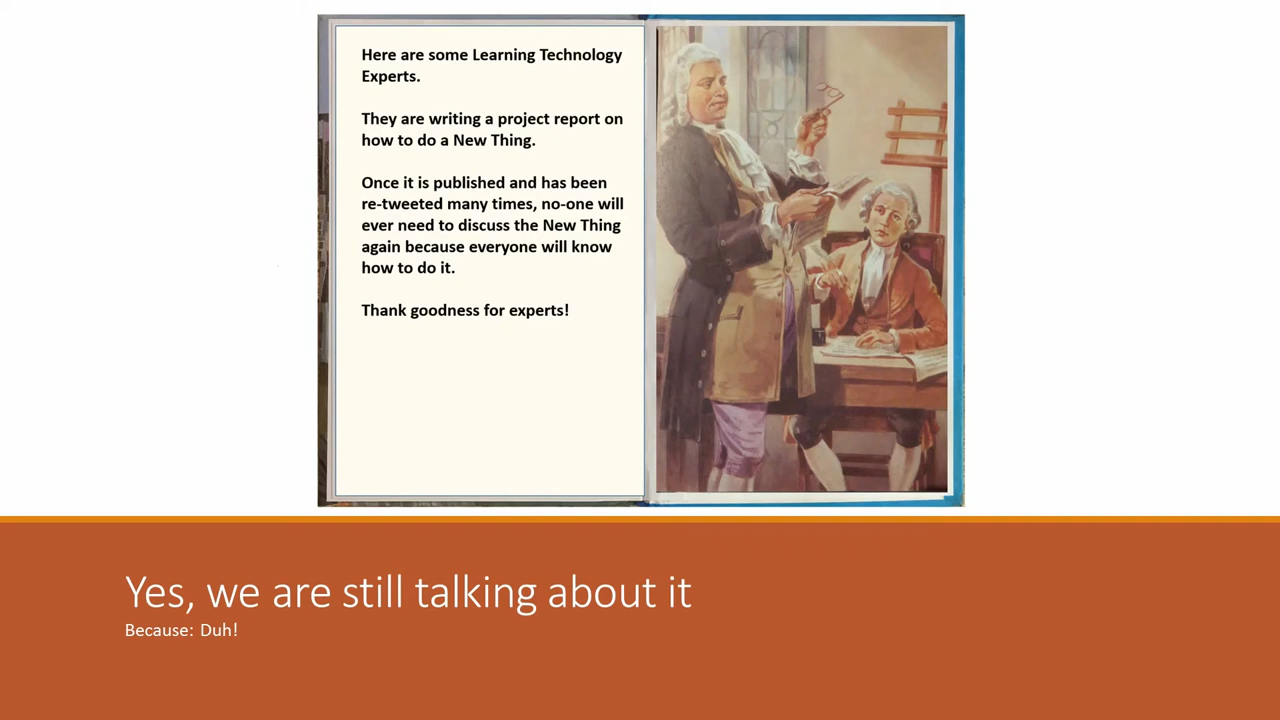 Here are some Learning Technology
Experts.
They are writing a project report on
how to do a New Thing.
Once it is published and has been
re-tweeted many times, no-one will
ever need to discuss the New Thing
again because everyone will know
how to do it.
Thank goodness for experts!
Yes, we are still talking about it
Because: Duh!